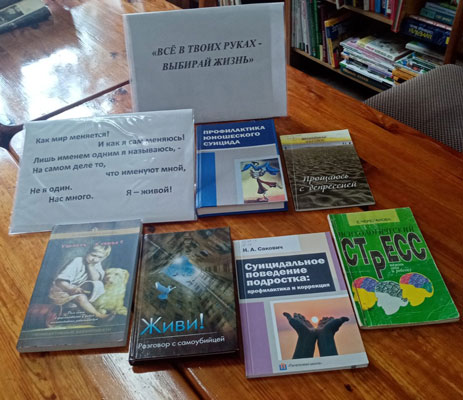 «ВСЁ В ТВОИХ РУКАХ -
ВЫБИРАЙ ЖИЗНЬ»
Как мир меняется!
И как я сам меняюсь!
Лишь именем одним я называюсь, -
На самом деле то,
что именуют мной,
Не я один.
Нас много.
Я – живой!
ПРОФИЛАКТИКА
ЮНОШЕСКОГО
СУИЦИДА
Прощаюсь
с депрессией
Живи!
Разговор с самоубийцей
Н. А. Сакович
Суицидальное
поведение
подростка:
профилактика и коррекция
СТРЕСС